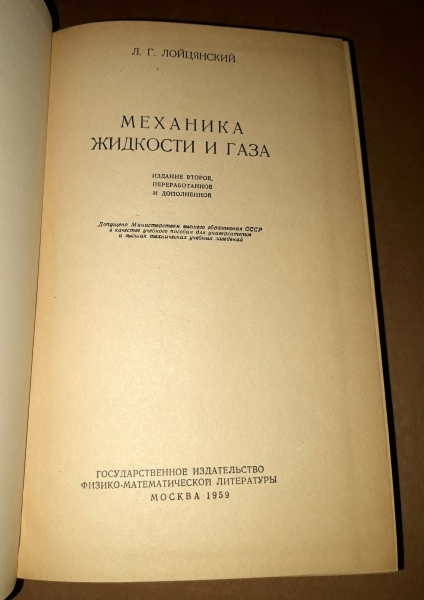 Л. Г. ЛОЙЦЯНСКИЙ
МЕХАНИКА
ЖИДКОСТИ И ГАЗА
ИЗДАНИЕ ВТОРОЕ,
ПЕРЕРАБОТАННОЕ
И ДОПОЛНЕННОЕ
Допущено Министерством высшего образования СССР
в качестве учебного пособия для университетов
и высших технических учебных заведений
ГОСУДАРСТВЕННОЕ ИЗДАТЕЛЬСТВО
ФИЗИКО-МАТЕМАТИЧЕСКОЙ ЛИТЕРАТУРЫ
МОСКВА 1959